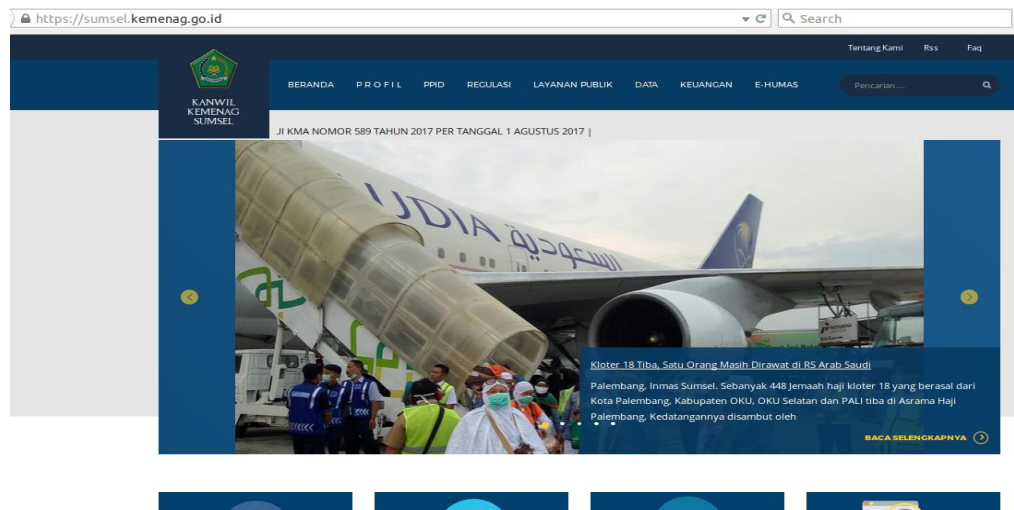 https://sumsel.kemenag.go.id
Search
Tentang Kami Rss Faq
KANWIL
KEMENAG
SUMSEL
BERANDA PROFIL PPID REGULASI LAYANAN PUBLIK DATA KEUANGAN E-HUMAS
Pencarian ...
JI KMA NOMOR 589 TAHUN 2017 PER TANGGAL 1 AGUSTUS 2017 |
UDIA السعودية
Kloter 18 Tiba, Satu Orang Masih Dirawat di RS Arab Saudi
Palembang, Inmas Sumsel. Sebanyak 448 Jemaah haji kloter 18 yang berasal dari
Kota Palembang, Kabupaten OKU, OKU Selatan dan PALI tiba di Asrama Haji
Palembang, Kedatangannya disambut oleh
BACA SELENGKAPNYA